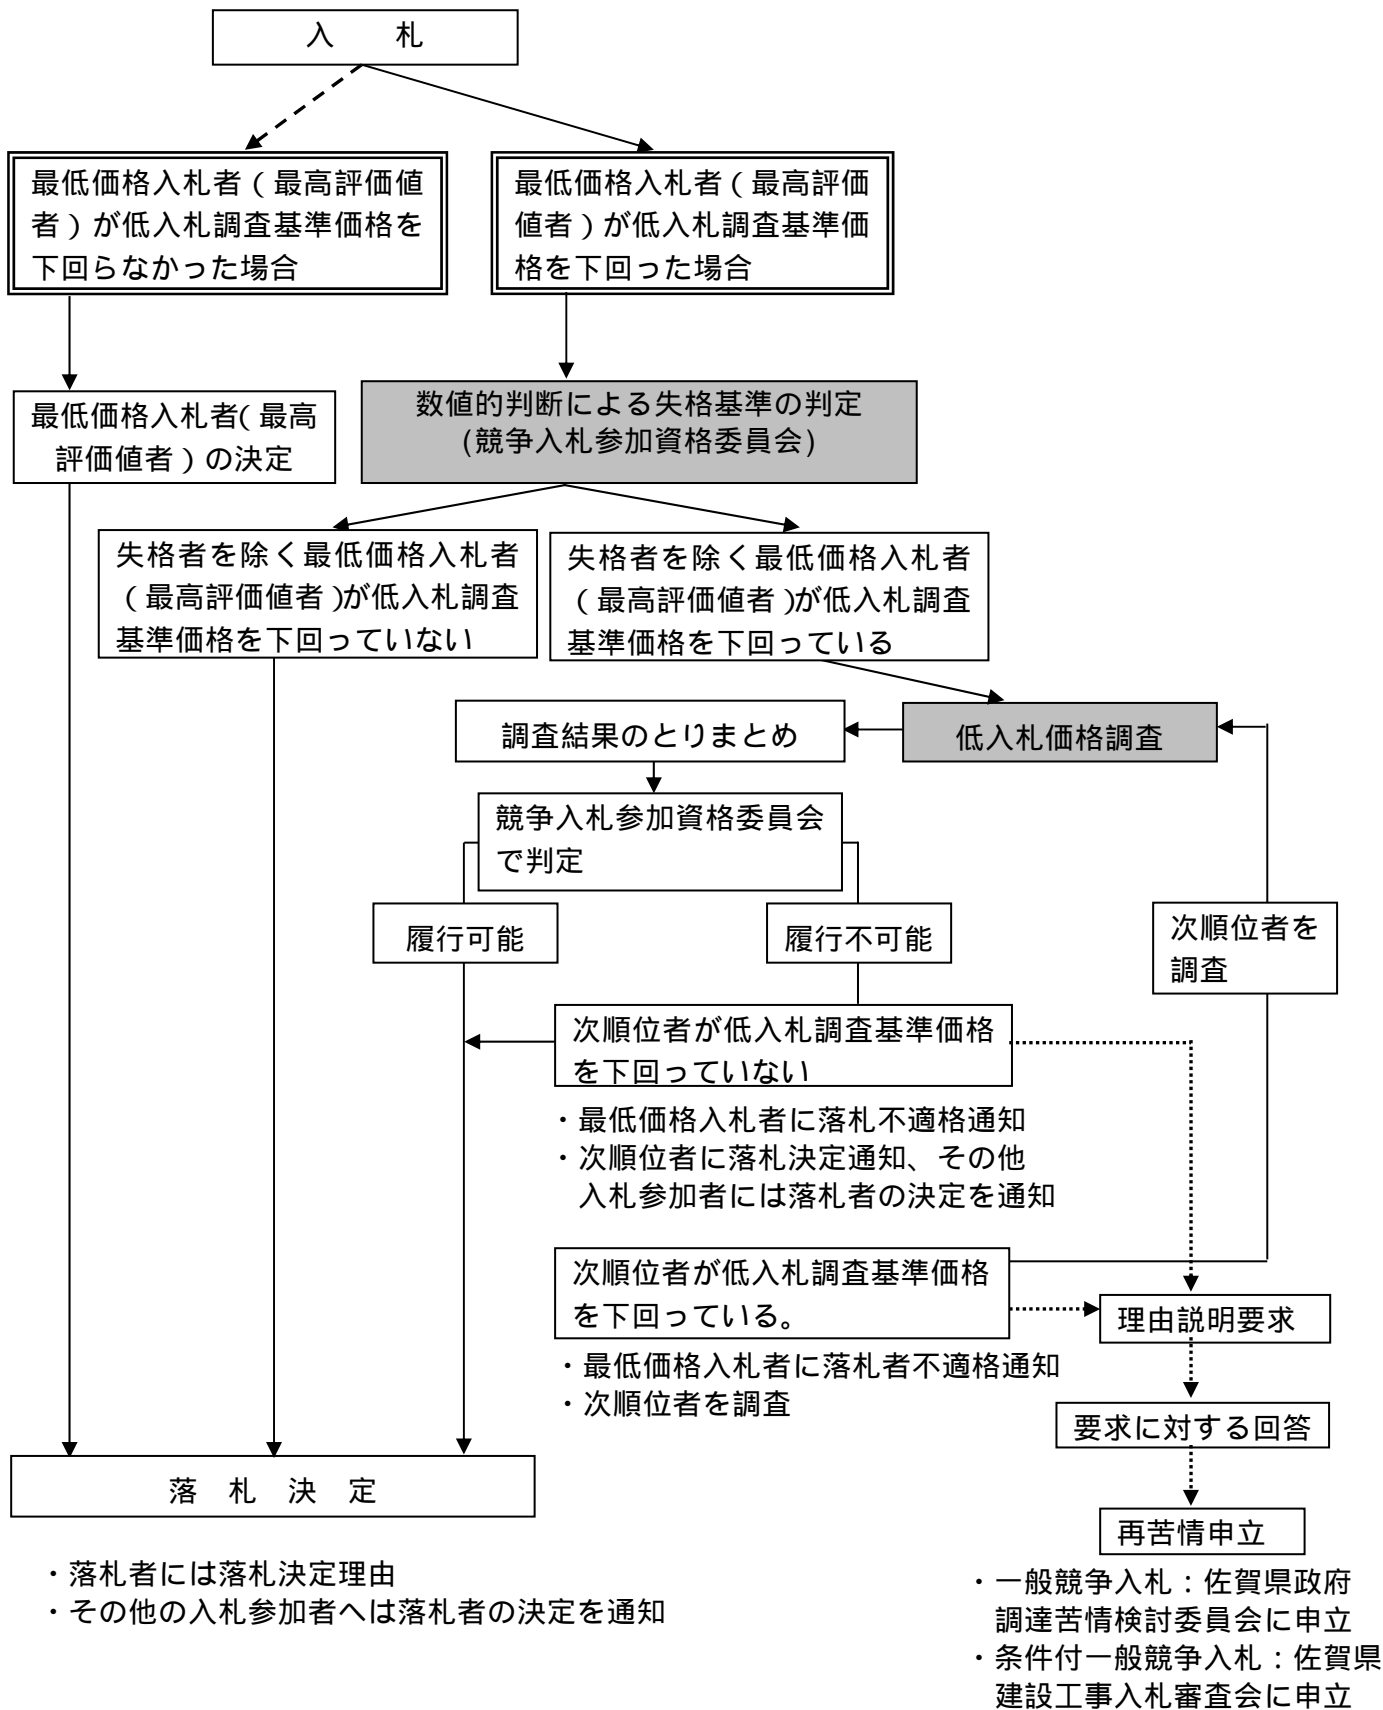 入　　札
最低価格入札者（最高評価値
者）が低入札調査基準価格を
下回らなかった場合
最低価格入札者（最高評価
値者）が低入札調査基準価
格を下回った場合
最低価格入札者（最高
評価値者）の決定
数値的判断による失格基準の判定
(競争入札参加資格委員会)
失格者を除く最低価格入札者
（最高評価値者）が低入札調査
基準価格を下回っていない
失格者を除く最低価格入札者
（最高評価値者）が低入札調査
基準価格を下回っている
調査結果のとりまとめ
低入札価格調査
競争入札参加資格委員会
で判定
履行可能
履行不可能
次順位者を
調査
次順位者が低入札調査基準価格
を下回っていない
・最低価格入札者に落札不適格通知
・次順位者に落札決定通知、その他
入札参加者には落札者の決定を通知
次順位者が低入札調査基準価格
を下回っている。
・最低価格入札者に落札者不適格通知
・次順位者を調査
理由説明要求
要求に対する回答
再苦情申立
・一般競争入札：佐賀県政府
調達苦情検討委員会に申立
・条件付一般競争入札：佐賀県
建設工事入札審査会に申立
落　札　決　定
・落札者には落札決定理由
・その他の入札参加者へは落札者の決定を通知